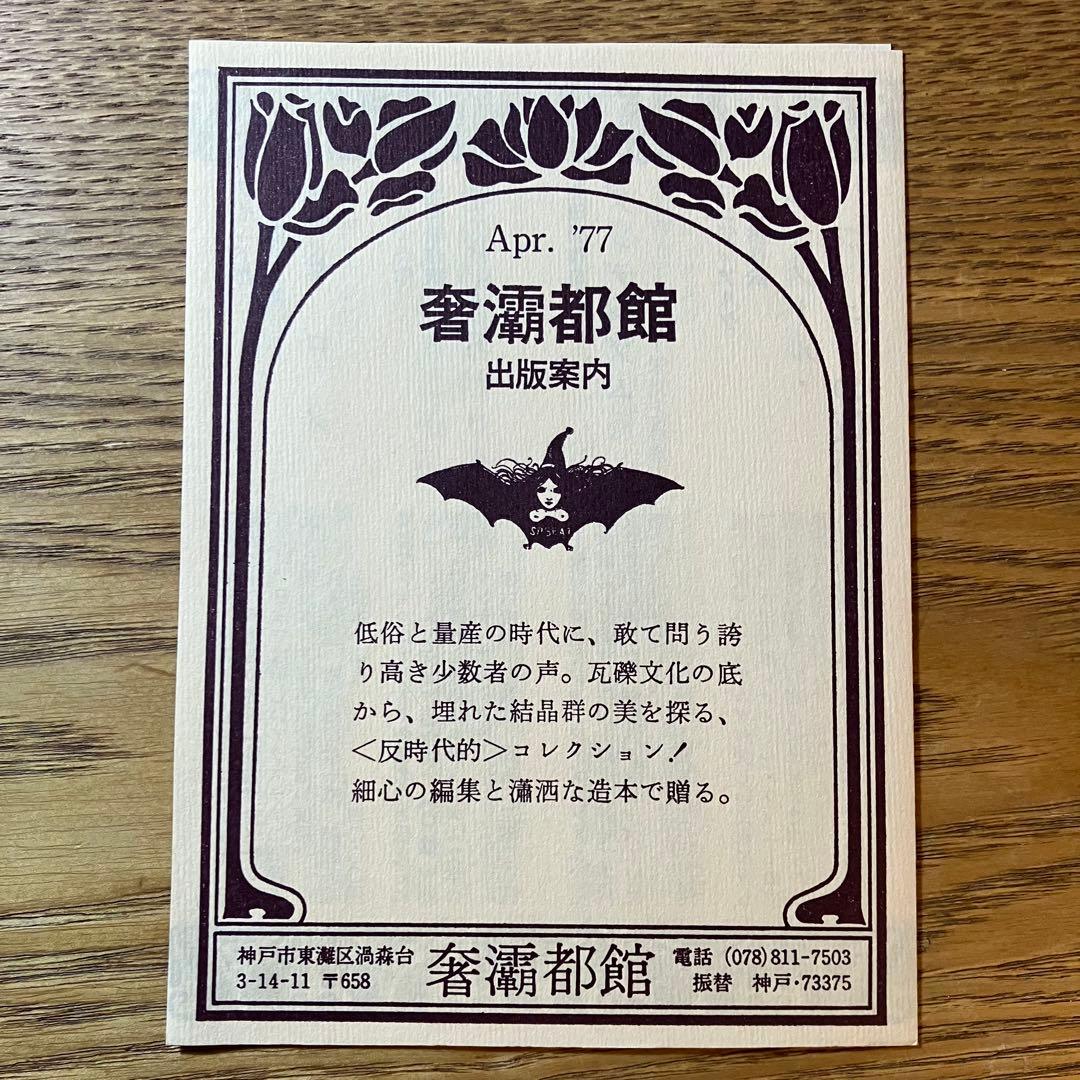 Apr. '77
奢灞都館
出版案内
低俗と量産の時代に、敢て問う誇
り高き少数者の声。瓦礫文化の底
から、埋れた結晶群の美を探る、
＜反時代的＞コレクション！
細心の編集と瀟洒な造本で贈る。
神戸市東灘区渦森台
3-14-11 〒658
奢灞都館
電話 (078)811-7503
振替 神戸・73375